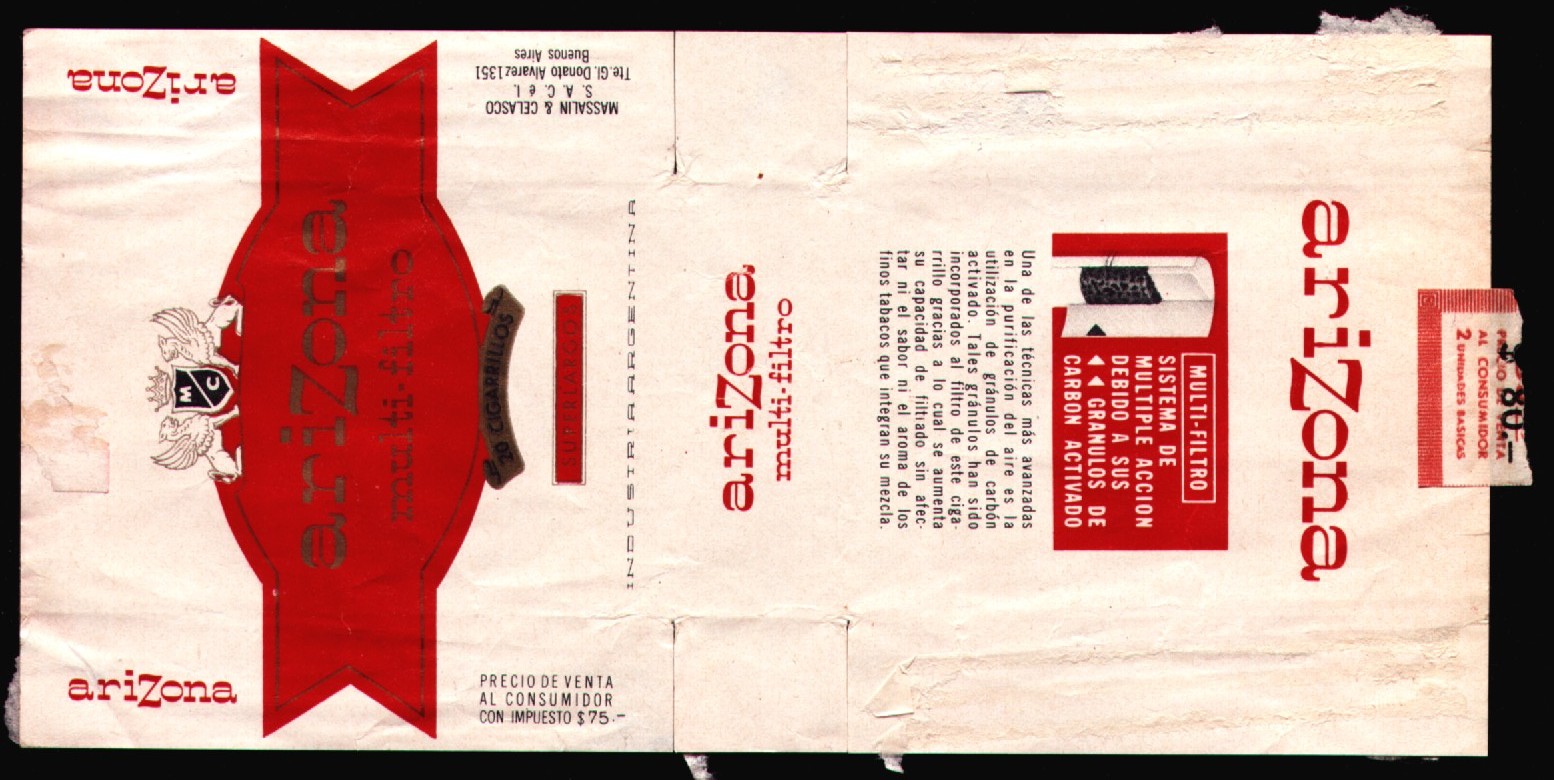 ariZona
ariZona
MASSALIN & CELASCO
S. A. C. é I.
Tte. Gl. Donato Alvarez 1351
Buenos Aires
ariZona
multi-filtro
M C
20 CIGARRILLOS
SUPERLARGOS
INDUSTRIA ARGENTINA
PRECIO DE VENTA
AL CONSUMIDOR
CON IMPUESTO $75.-
ariZona
multi-filtro
ariZona
MULTI-FILTRO
SISTEMA DE
MULTIPLE ACCION
DEBIDO A SUS
◄◄ GRANULOS DE
CARBON ACTIVADO
Una de las técnicas más avanzadas
en la purificación del aire es la
utilización de gránulos de carbón
activado. Tales gránulos han sido
incorporados al filtro de este ciga-
rrillo gracias a lo cual se aumenta
su capacidad de filtrado sin afec-
tar ni el sabor ni el aroma de los
finos tabacos que integran su mezcla.
80.-
PRECIO DE VENTA
AL CONSUMIDOR
2 UNIDADES BASICAS